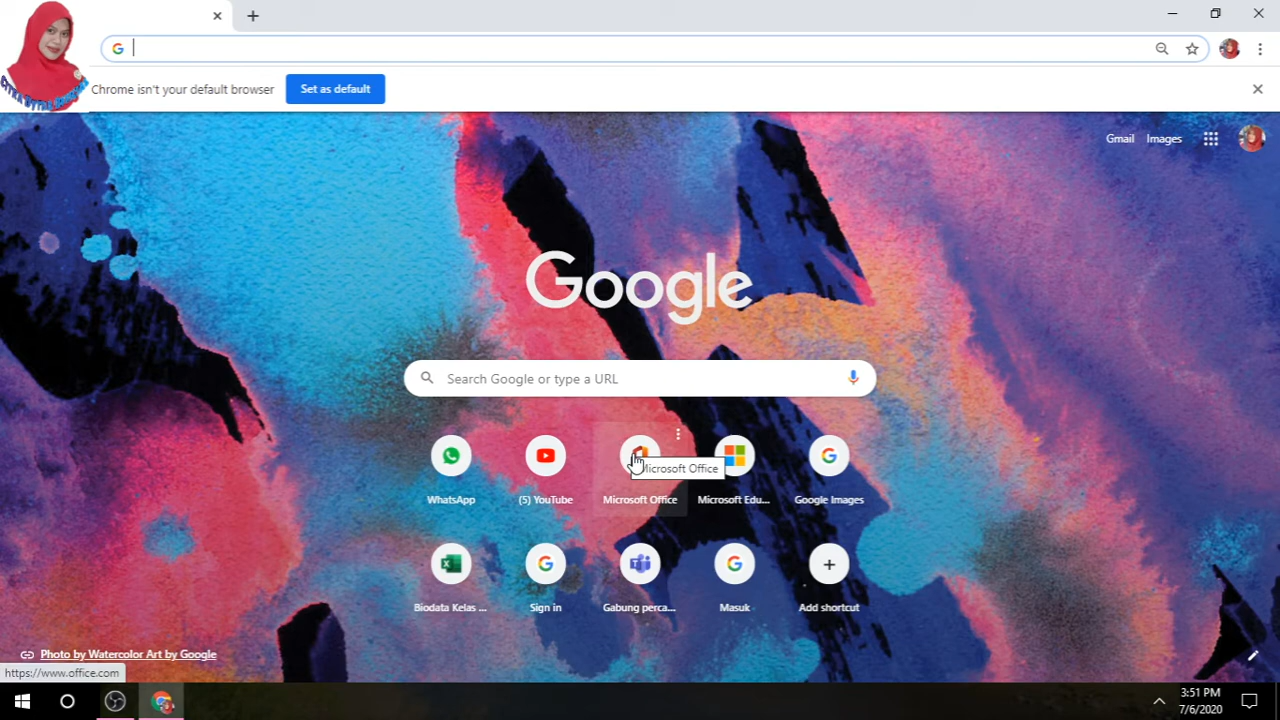 Chrome isn't your default browser
Set as default
Gmail Images
Google
Search Google or type a URL
Microsoft Office
WhatsApp
(5) YouTube
Microsoft Office
Microsoft Edu...
Google Images
Biodata Kelas ...
Sign in
Gabung perca...
Masuk
Add shortcut
Photo by Watercolor Art by Google
https://www.office.com
3:51 PM
7/6/2020